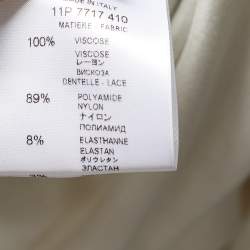 MADE IN ITALY
11P 7717 410
MATIERE - FABRIC
100% VISCOSE
VISCOSE
レーヨン
ВИСКОЗА
DENTELLE - LACE
89% POLYAMIDE
NYLON
ナイロン
ПОЛИАМИД
8% ELASTHANNE
ELASTAN
ポリウレタン
ЭЛАСТАН